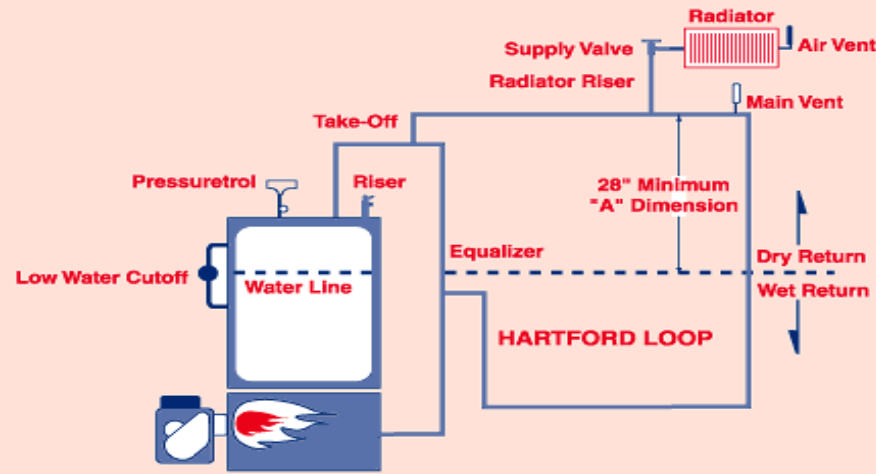 Radiator
Supply Valve
Air Vent
Radiator Riser
Main Vent
Take-Off
Pressuretrol
Riser
28" Minimum
"A" Dimension
Equalizer
Dry Return
Low Water Cutoff
Water Line
Wet Return
HARTFORD LOOP